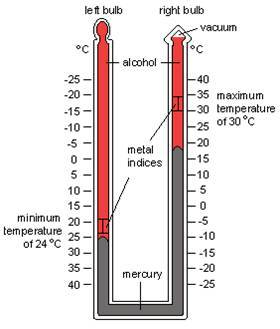 left bulb
right bulb
vacuum
°C
°C
alcohol
-25
-20
-15
-10
-5
0
5
10
15
20
25
30
35
40
40
35
30
25
20
15
10
5
0
-5
-10
-15
-20
-25
maximum
temperature
of 30 °C
metal
indices
minimum
temperature
of 24 °C
mercury